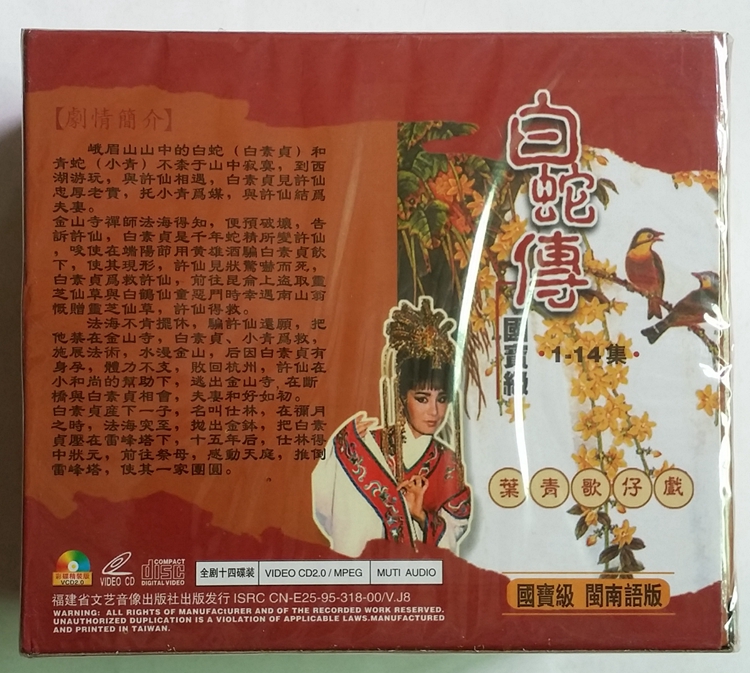 【劇情簡介】
峨眉山山中的白蛇（白素貞）和
青蛇（小青）不素于山中寂寞，到西
湖游玩，與許仙相遇，白素貞見許仙
忠厚老實，托小青爲媒，與許仙結爲
夫妻。
金山寺禪師法海得知，便預破壞，告
訴許仙，白素貞是千年蛇精所變許仙
，唆使在端陽節用黄雄酒騙白素貞飲
下，使其現形，許仙見狀驚嚇而死，
白素貞爲救許仙，前往昆侖上盗取靈
芝仙草與白鶴仙童惡鬥時幸遇南山翁
慨贈靈芝仙草，許仙得救。
法海不肯擺休，騙許仙還願，把
他禁在金山寺，白素貞、小青爲救，
施展法術，水漫金山，后因白素貞有
身孕，體力不支，敗回杭州，許仙在
小和尚的幫助下，逃出金山寺，在斷
橋與白素貞相會，夫妻和好如初。
白素貞産下一子，名叫仕林，在彌月
之時，法海突至，拋出金鉢，把白素
貞壓在雷峰塔下，十五年后，仕林得
中狀元，前往祭母，感動天庭，推倒
雷峰塔，使其一家團圓。
白蛇傳
國寶級
·1-14集·
葉青歌仔戲
彩碟精裝版
VCD2.0
VIDEO CD
COMPACT
disc
DIGITAL VIDEO
全剧十四碟装
VIDEO CD2.0 / MPEG
MUTI AUDIO
國寶級 閩南語版
福建省文艺音像出版社出版发行 ISRC CN-E25-95-318-00/V.J8
WARNING: ALL RIGHTS OF MANUFACIURER AND OF THE RECORDED WORK RESERVED.
UNAUTHORIZED DUPLICATION IS A VIOLATION OF APPLICABLE LAWS.MANUFACTURED
AND PRINTED IN TAIWAN.